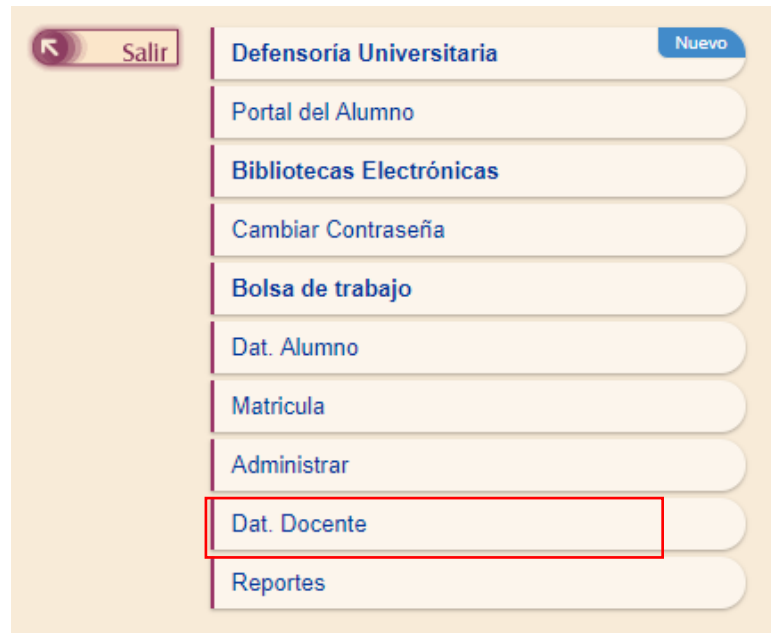 Salir
Defensoría Universitaria
Nuevo
Portal del Alumno
Bibliotecas Electrónicas
Cambiar Contraseña
Bolsa de trabajo
Dat. Alumno
Matricula
Administrar
Dat. Docente
Reportes